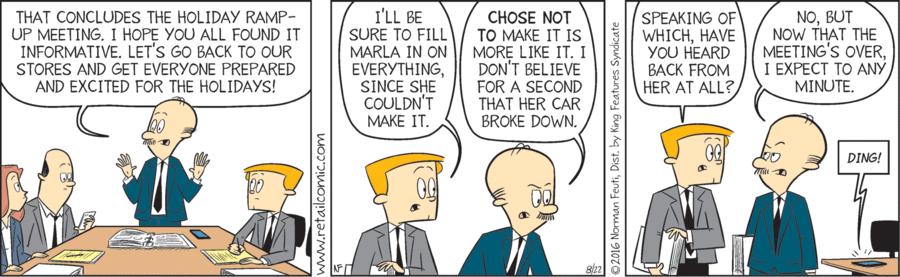 THAT CONCLUDES THE HOLIDAY RAMP-
UP MEETING. I HOPE YOU ALL FOUND IT
INFORMATIVE. LET'S GO BACK TO OUR
STORES AND GET EVERYONE PREPARED
AND EXCITED FOR THE HOLIDAYS!
www.retailcomic.com
I'LL BE
SURE TO FILL
MARLA IN ON
EVERYTHING,
SINCE SHE
COULDN'T
MAKE IT.
CHOSE NOT
TO MAKE IT IS
MORE LIKE IT. I
DON'T BELIEVE
FOR A SECOND
THAT HER CAR
BROKE DOWN.
NF
8/22
©2016 Norman Feuti, Dist. by King Features Syndicate
SPEAKING OF
WHICH, HAVE
YOU HEARD
BACK FROM
HER AT ALL?
NO, BUT
NOW THAT THE
MEETING'S OVER,
I EXPECT TO ANY
MINUTE.
DING!